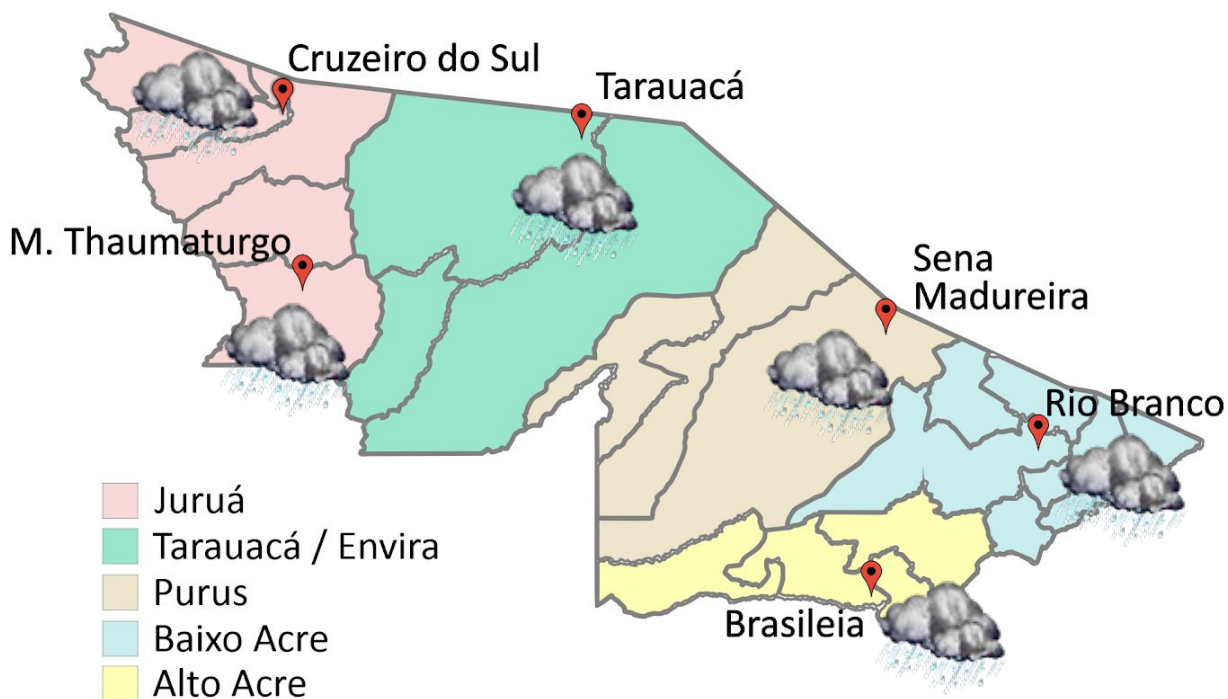 Cruzeiro do Sul
Tarauacá
M. Thaumaturgo
Sena
Madureira
Rio Branco
Brasileia
Juruá
Tarauacá / Envira
Purus
Baixo Acre
Alto Acre